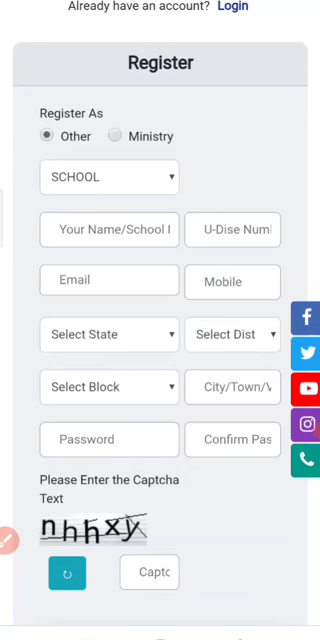 Already have an account? Login
Register
Register As
Other Ministry
SCHOOL
Your Name/School U-Dise Num
Email Mobile
Select State Select Dist
Select Block City/Town/V
Password Confirm Pas
Please Enter the Captcha
Text
nhhxy
Captc